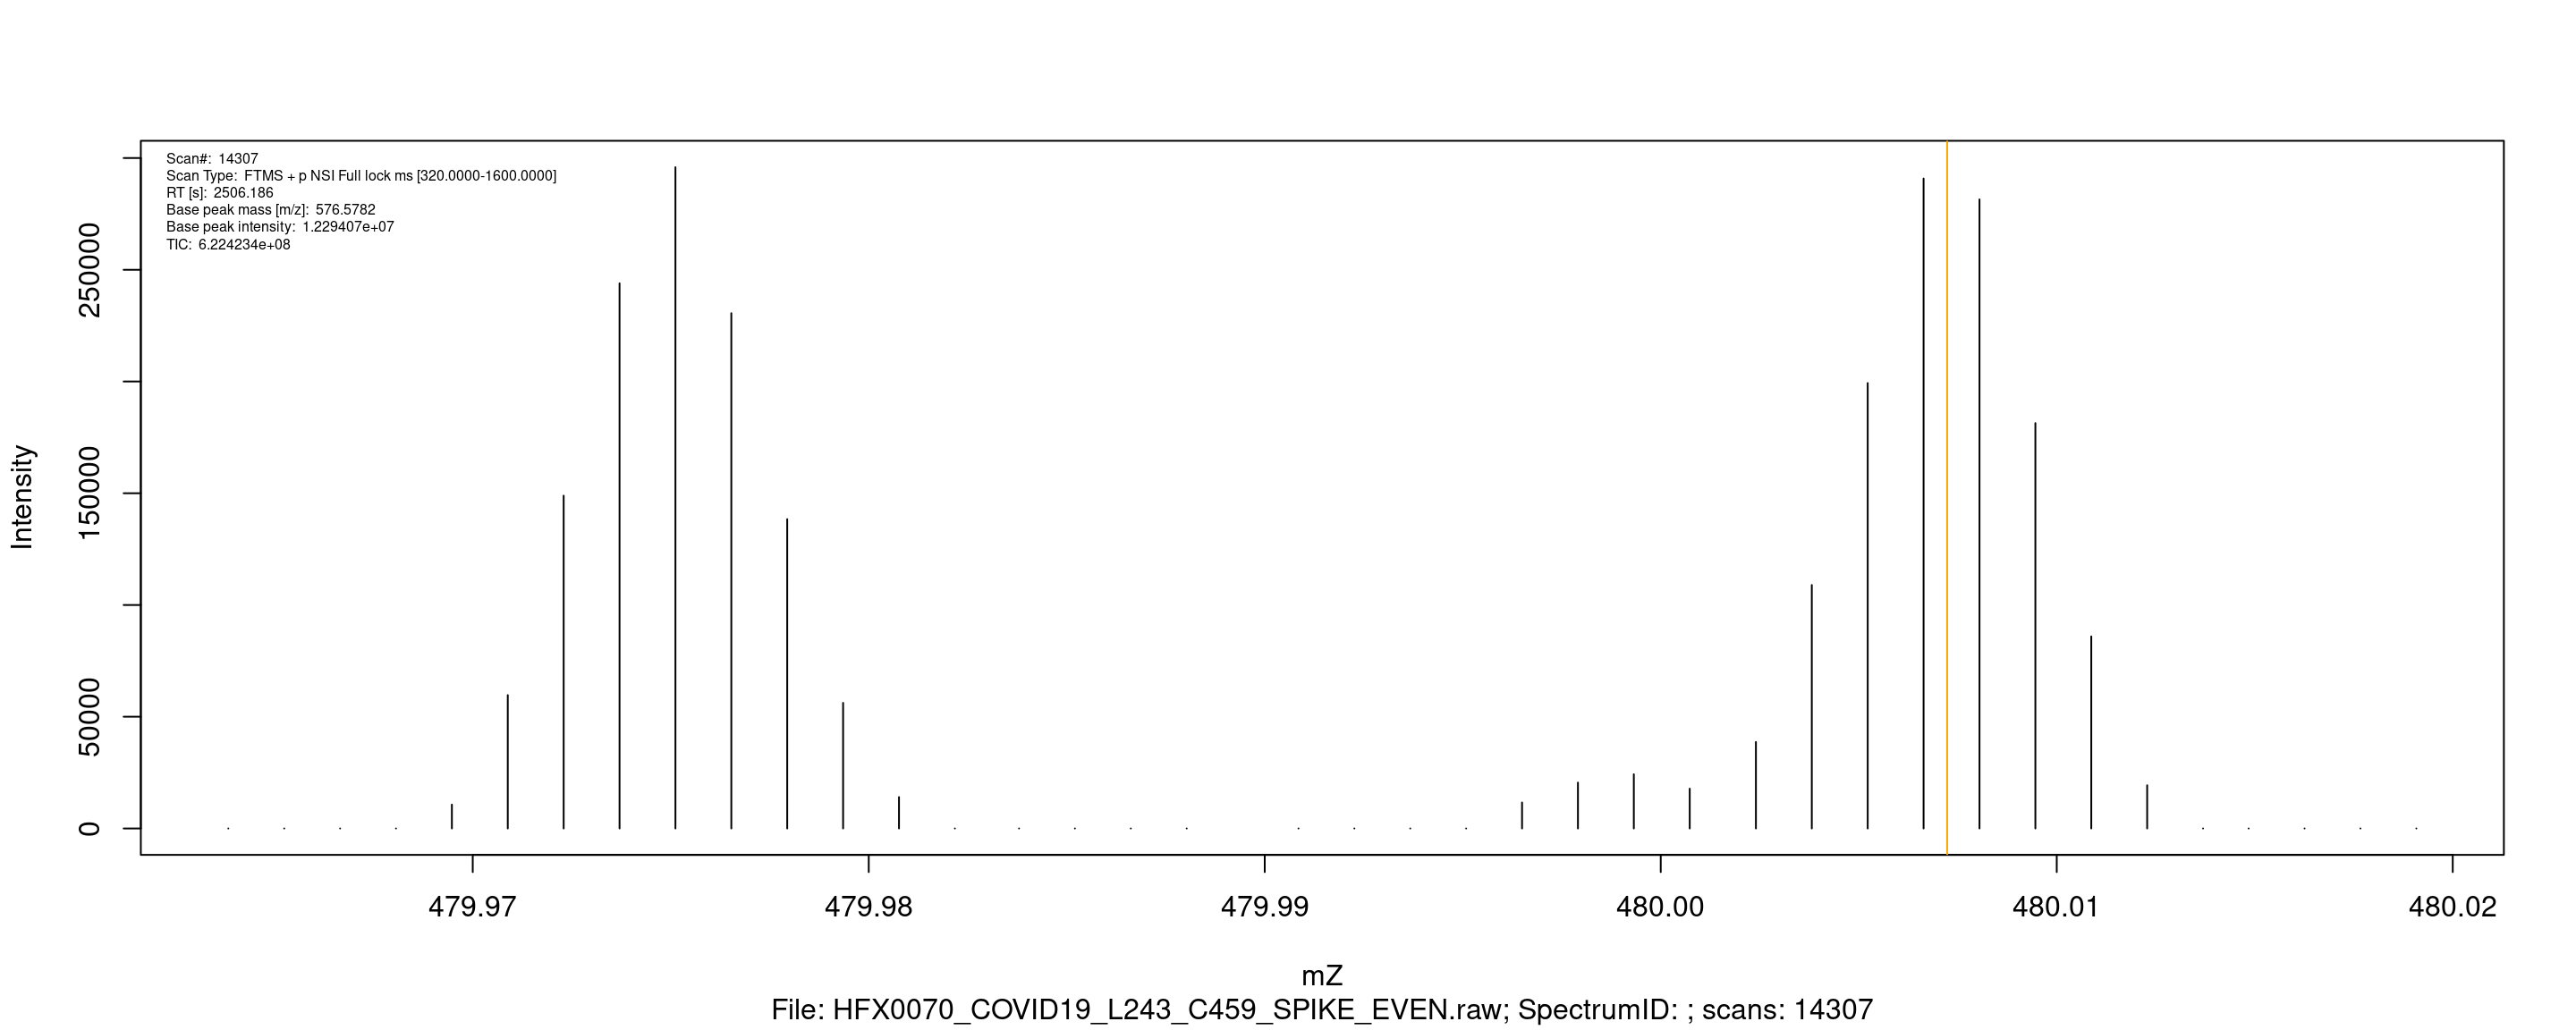 Scan#: 14307
Scan Type: FTMS + p NSI Full lock ms [320.0000-1600.0000]
RT [s]: 2506.186
Base peak mass [m/z]: 576.5782
Base peak intensity: 1.229407e+07
TIC: 6.224234e+08
Intensity
250000
150000
50000
0
479.97 479.98 479.99 480.00 480.01 480.02
mZ
File: HFX0070_COVID19_L243_C459_SPIKE_EVEN.raw; SpectrumID: ; scans: 14307